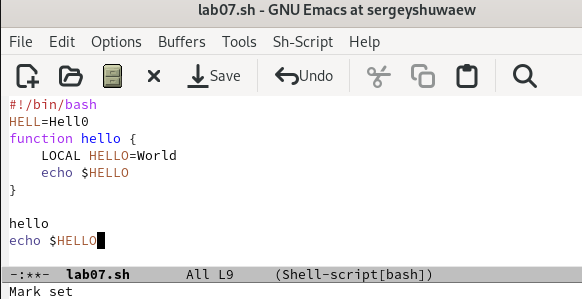 lab07.sh - GNU Emacs at sergeyshuwaew
File Edit Options Buffers Tools Sh-Script Help
Save Undo
#!/bin/bash
HELL=Hell0
function hello {
    LOCAL HELLO=World
    echo $HELLO
}
hello
echo $HELLO
-:**- lab07.sh All L9 (Shell-script[bash])
Mark set